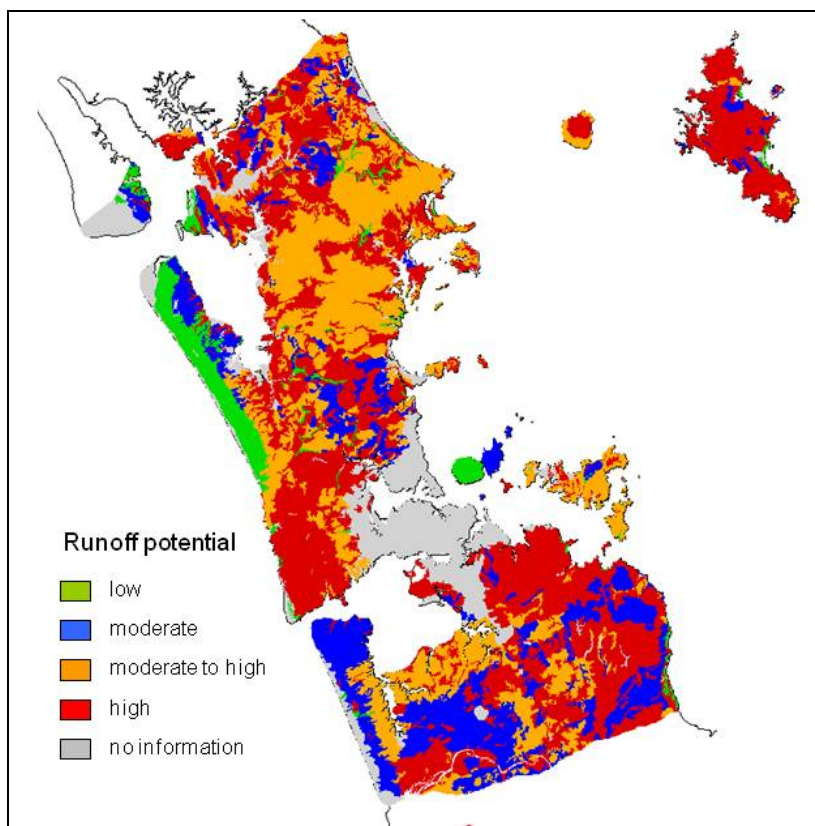 Runoff potential
low
moderate
moderate to high
high
no information